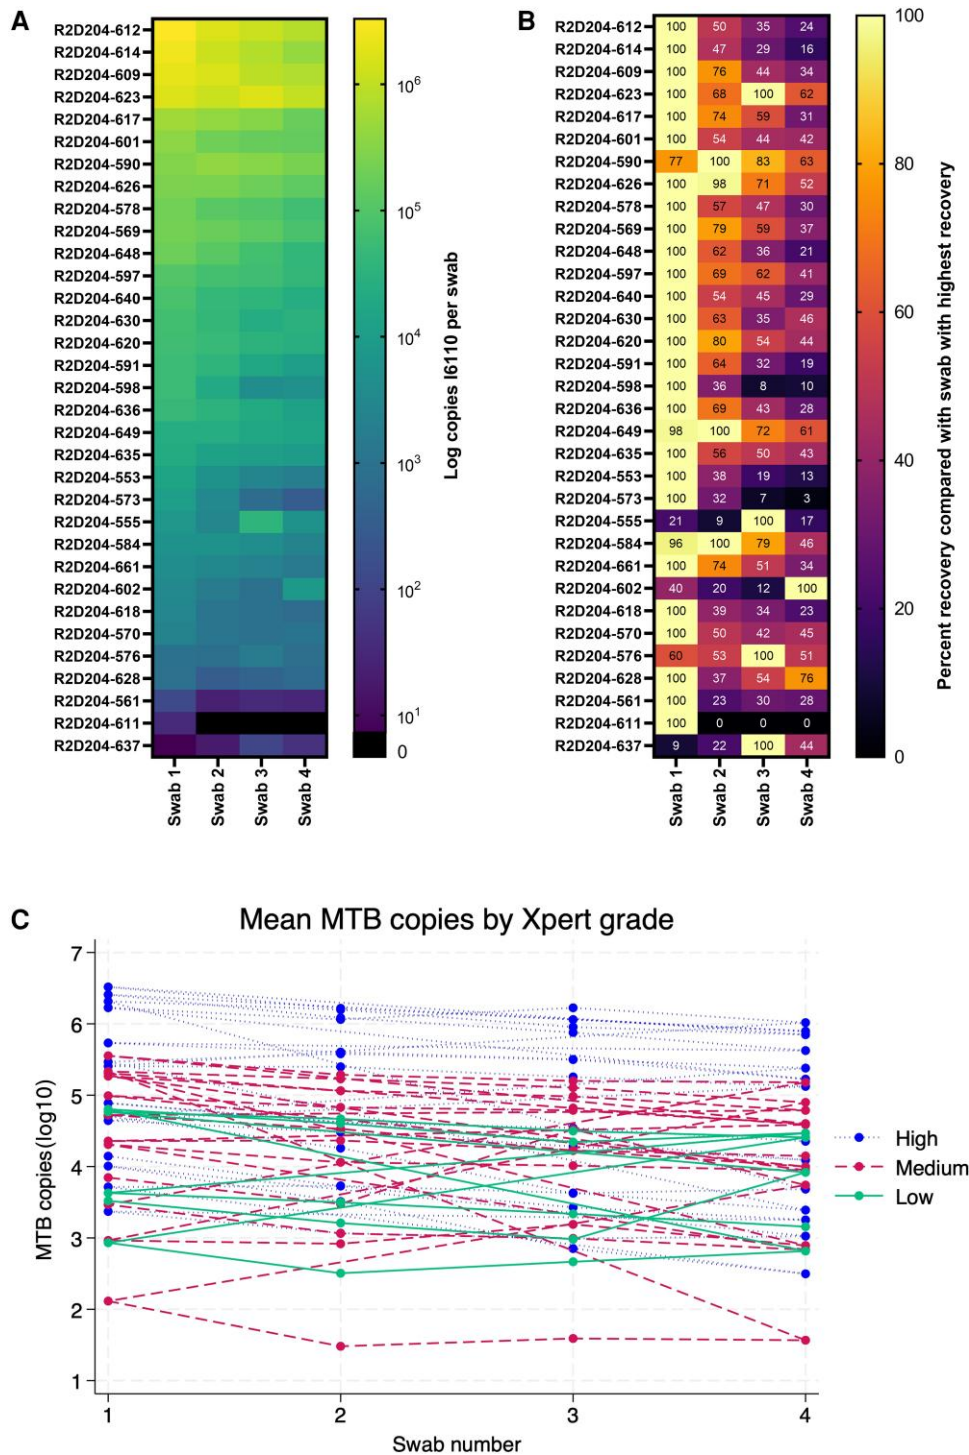 A
R2D204-612
R2D204-614
R2D204-609
R2D204-623
R2D204-617
R2D204-601
R2D204-590
R2D204-626
R2D204-578
R2D204-569
R2D204-648
R2D204-597
R2D204-640
R2D204-630
R2D204-620
R2D204-591
R2D204-598
R2D204-636
R2D204-649
R2D204-635
R2D204-553
R2D204-573
R2D204-555
R2D204-584
R2D204-661
R2D204-602
R2D204-618
R2D204-570
R2D204-576
R2D204-628
R2D204-561
R2D204-611
R2D204-637
Swab 1
Swab 2
Swab 3
Swab 4
10⁶
10⁵
10⁴
10³
10²
10¹
0
Log copies I6110 per swab
B
R2D204-612 100 50 35 24
R2D204-614 100 47 29 16
R2D204-609 100 76 44 34
R2D204-623 100 68 100 62
R2D204-617 100 74 59 31
R2D204-601 100 54 44 42
R2D204-590 77 100 83 63
R2D204-626 100 98 71 52
R2D204-578 100 57 47 30
R2D204-569 100 79 59 37
R2D204-648 100 62 36 21
R2D204-597 100 69 62 41
R2D204-640 100 54 45 29
R2D204-630 100 63 35 46
R2D204-620 100 80 54 44
R2D204-591 100 64 32 19
R2D204-598 100 36 8 10
R2D204-636 100 69 43 28
R2D204-649 98 100 72 61
R2D204-635 100 56 50 43
R2D204-553 100 38 19 13
R2D204-573 100 32 7 3
R2D204-555 21 9 100 17
R2D204-584 96 100 79 46
R2D204-661 100 74 51 34
R2D204-602 40 20 12 100
R2D204-618 100 39 34 23
R2D204-570 100 50 42 45
R2D204-576 60 53 100 51
R2D204-628 100 37 54 76
R2D204-561 100 23 30 28
R2D204-611 100 0 0 0
R2D204-637 9 22 100 44
Swab 1
Swab 2
Swab 3
Swab 4
100
80
60
40
20
0
Percent recovery compared with swab with highest recovery
C
Mean MTB copies by Xpert grade
MTB copies(log10)
7
6
5
4
3
2
1
1 2 3 4
Swab number
High
Medium
Low